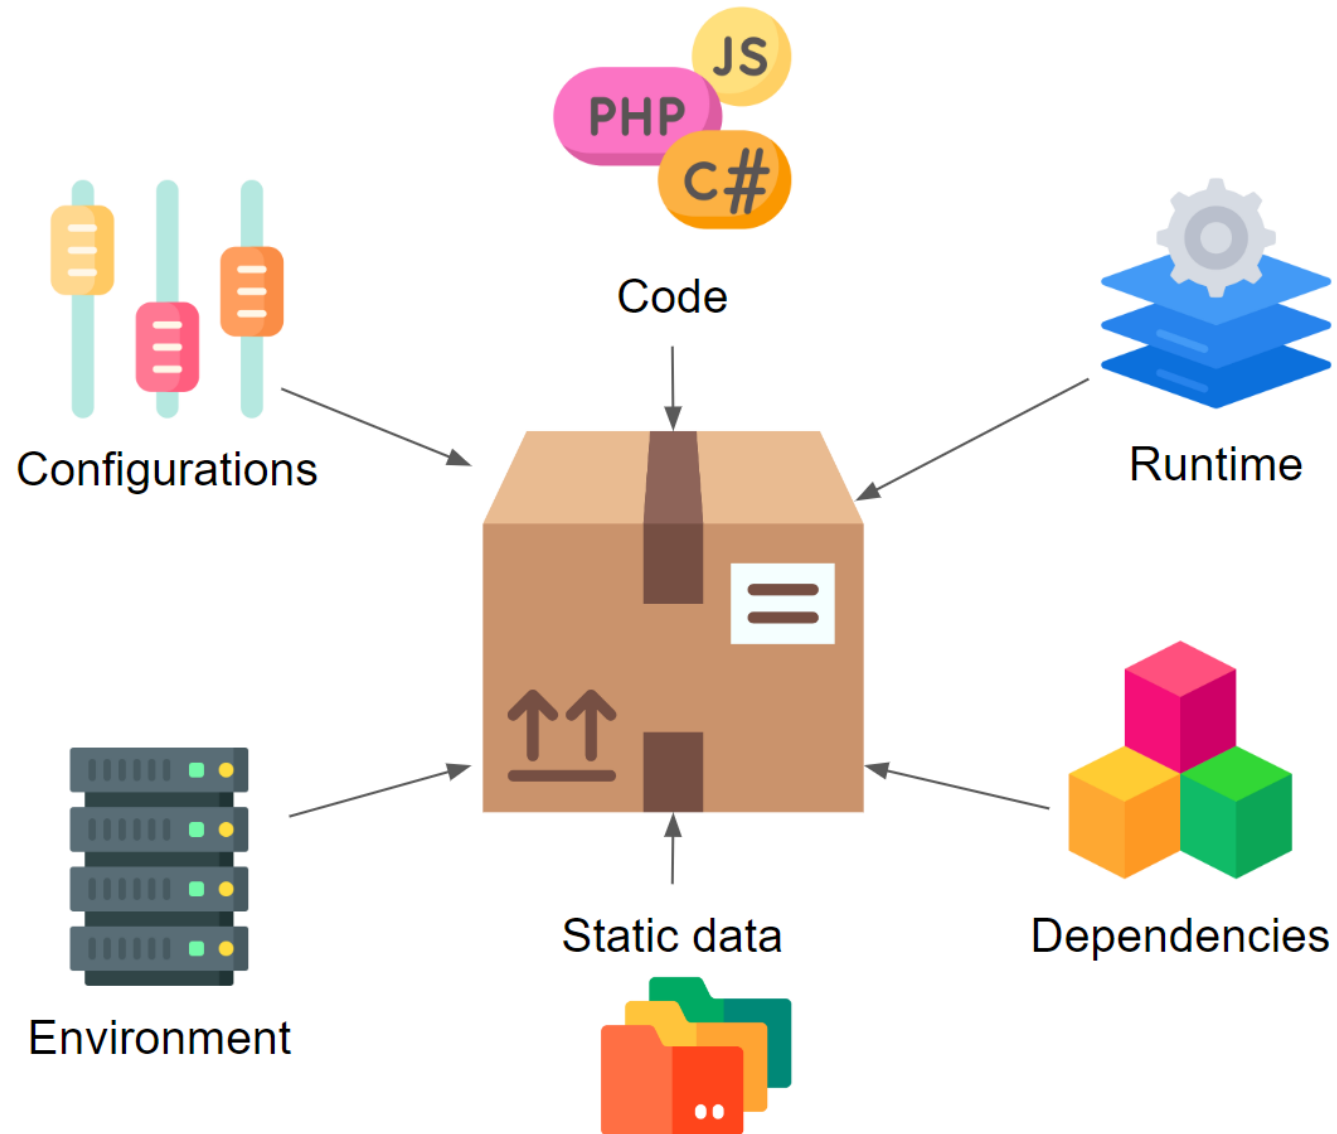 JS
PHP
C#
Code
Configurations
Runtime
Static data
Dependencies
Environment